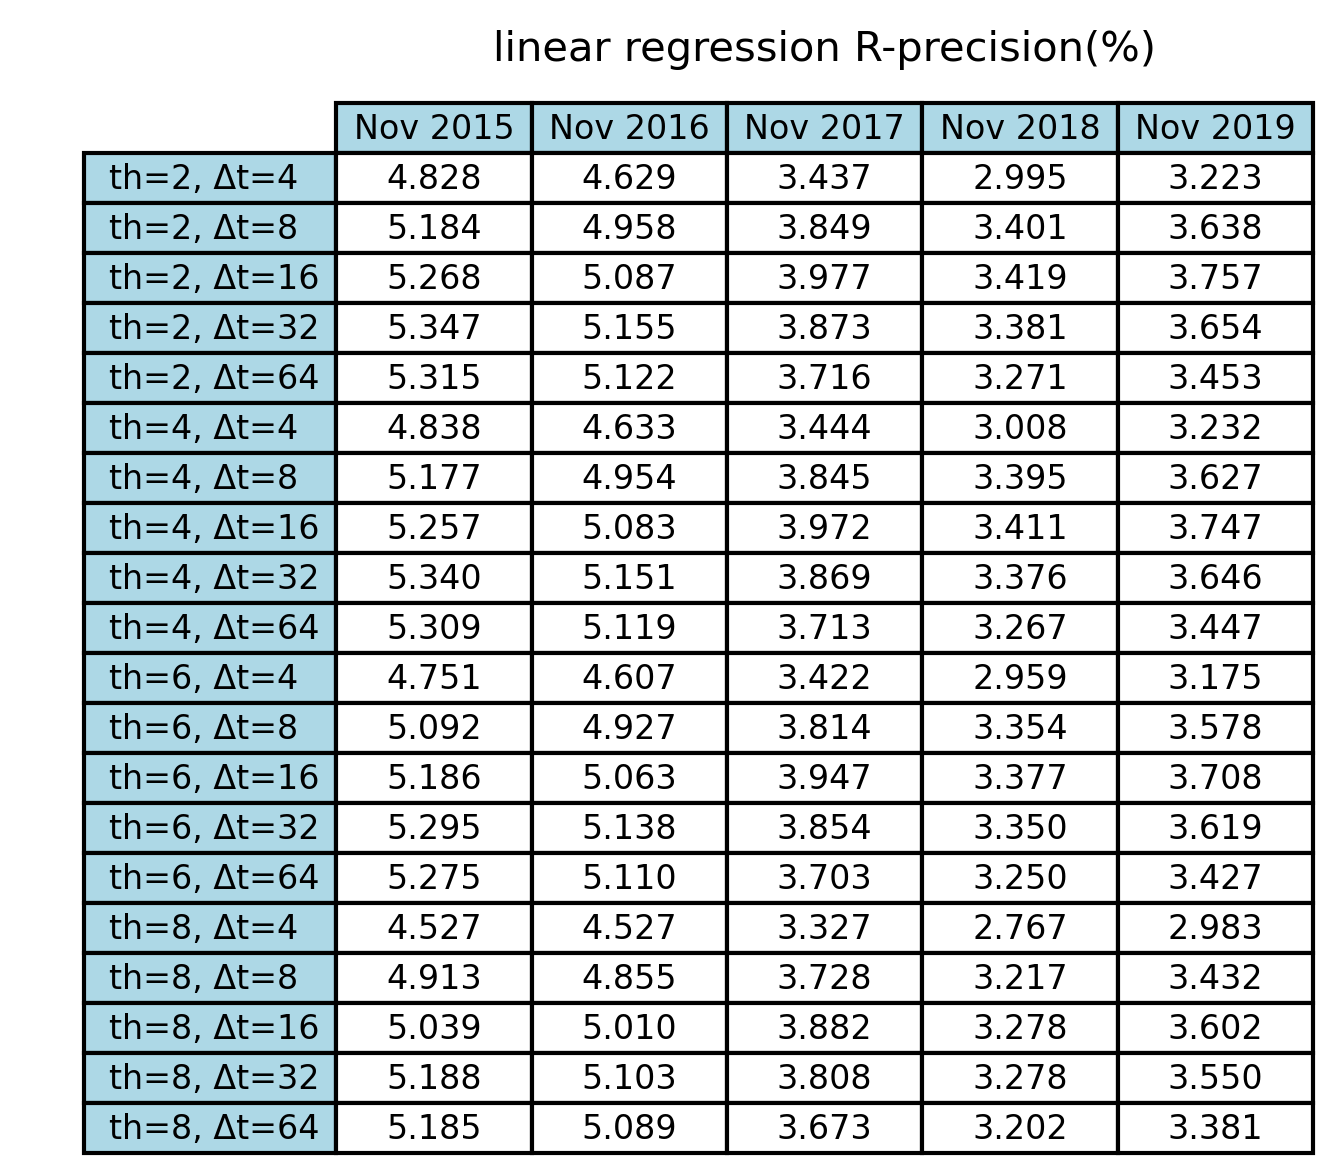 linear regression R-precision(%)
Nov 2015 Nov 2016 Nov 2017 Nov 2018 Nov 2019
th=2, Δt=4 4.828 4.629 3.437 2.995 3.223
th=2, Δt=8 5.184 4.958 3.849 3.401 3.638
th=2, Δt=16 5.268 5.087 3.977 3.419 3.757
th=2, Δt=32 5.347 5.155 3.873 3.381 3.654
th=2, Δt=64 5.315 5.122 3.716 3.271 3.453
th=4, Δt=4 4.838 4.633 3.444 3.008 3.232
th=4, Δt=8 5.177 4.954 3.845 3.395 3.627
th=4, Δt=16 5.257 5.083 3.972 3.411 3.747
th=4, Δt=32 5.340 5.151 3.869 3.376 3.646
th=4, Δt=64 5.309 5.119 3.713 3.267 3.447
th=6, Δt=4 4.751 4.607 3.422 2.959 3.175
th=6, Δt=8 5.092 4.927 3.814 3.354 3.578
th=6, Δt=16 5.186 5.063 3.947 3.377 3.708
th=6, Δt=32 5.295 5.138 3.854 3.350 3.619
th=6, Δt=64 5.275 5.110 3.703 3.250 3.427
th=8, Δt=4 4.527 4.527 3.327 2.767 2.983
th=8, Δt=8 4.913 4.855 3.728 3.217 3.432
th=8, Δt=16 5.039 5.010 3.882 3.278 3.602
th=8, Δt=32 5.188 5.103 3.808 3.278 3.550
th=8, Δt=64 5.185 5.089 3.673 3.202 3.381